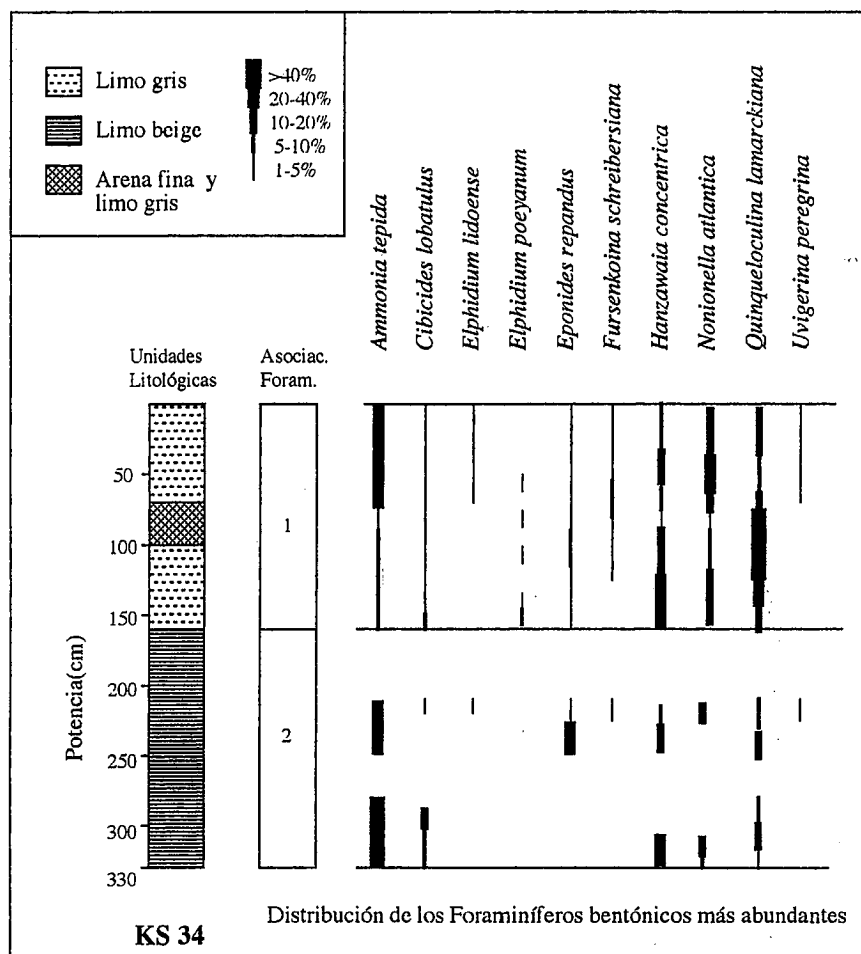 Limo gris
Limo beige
Arena fina y
limo gris
>40%
20-40%
10-20%
5-10%
1-5%
Ammonia tepida
Cibicides lobatulus
Elphidium lidoense
Elphidium poeyanum
Eponides repandus
Fursenkoina schreibersiana
Hanzawaia concentrica
Nonionella atlantica
Quinqueloculina lamarckiana
Uvigerina peregrina
Unidades
Litológicas
Asociac.
Foram.
Potencia(cm)
50
100
150
200
250
300
330
1
2
KS 34
Distribución de los Foraminíferos bentónicos más abundantes